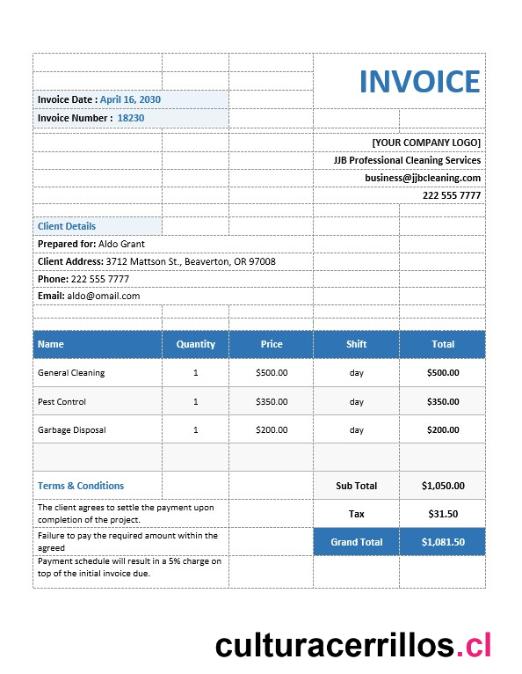 INVOICE
Invoice Date : April 16, 2030
Invoice Number : 18230
[YOUR COMPANY LOGO]
JJB Professional Cleaning Services
business@jjbcleaning.com
222 555 7777
Client Details
Prepared for: Aldo Grant
Client Address: 3712 Mattson St., Beaverton, OR 97008
Phone: 222 555 7777
Email: aldo@omail.com
Name Quantity Price Shift Total
General Cleaning 1 $500.00 day $500.00
Pest Control 1 $350.00 day $350.00
Garbage Disposal 1 $200.00 day $200.00
Terms & Conditions Sub Total $1,050.00
The client agrees to settle the payment upon
completion of the project.
Tax $31.50
Failure to pay the required amount within the
agreed
Grand Total $1,081.50
Payment schedule will result in a 5% charge on
top of the initial invoice due.
culturacerrillos.cl